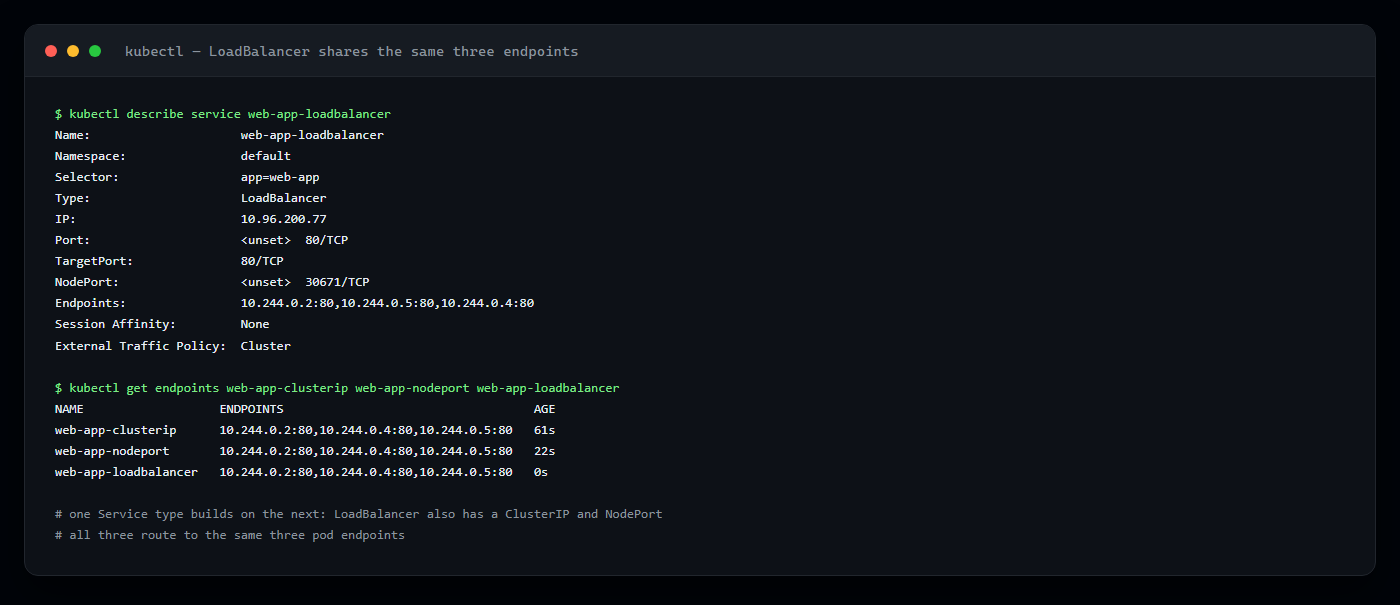 kubectl — LoadBalancer shares the same three endpoints
$ kubectl describe service web-app-loadbalancer
Name:                     web-app-loadbalancer
Namespace:                default
Selector:                 app=web-app
Type:                     LoadBalancer
IP:                       10.96.200.77
Port:                     <unset>  80/TCP
TargetPort:               80/TCP
NodePort:                 <unset>  30671/TCP
Endpoints:                10.244.0.2:80,10.244.0.5:80,10.244.0.4:80
Session Affinity:         None
External Traffic Policy:  Cluster
$ kubectl get endpoints web-app-clusterip web-app-nodeport web-app-loadbalancer
NAME                   ENDPOINTS                                   AGE
web-app-clusterip      10.244.0.2:80,10.244.0.4:80,10.244.0.5:80   61s
web-app-nodeport       10.244.0.2:80,10.244.0.4:80,10.244.0.5:80   22s
web-app-loadbalancer   10.244.0.2:80,10.244.0.4:80,10.244.0.5:80   0s
# one Service type builds on the next: LoadBalancer also has a ClusterIP and NodePort
# all three route to the same three pod endpoints